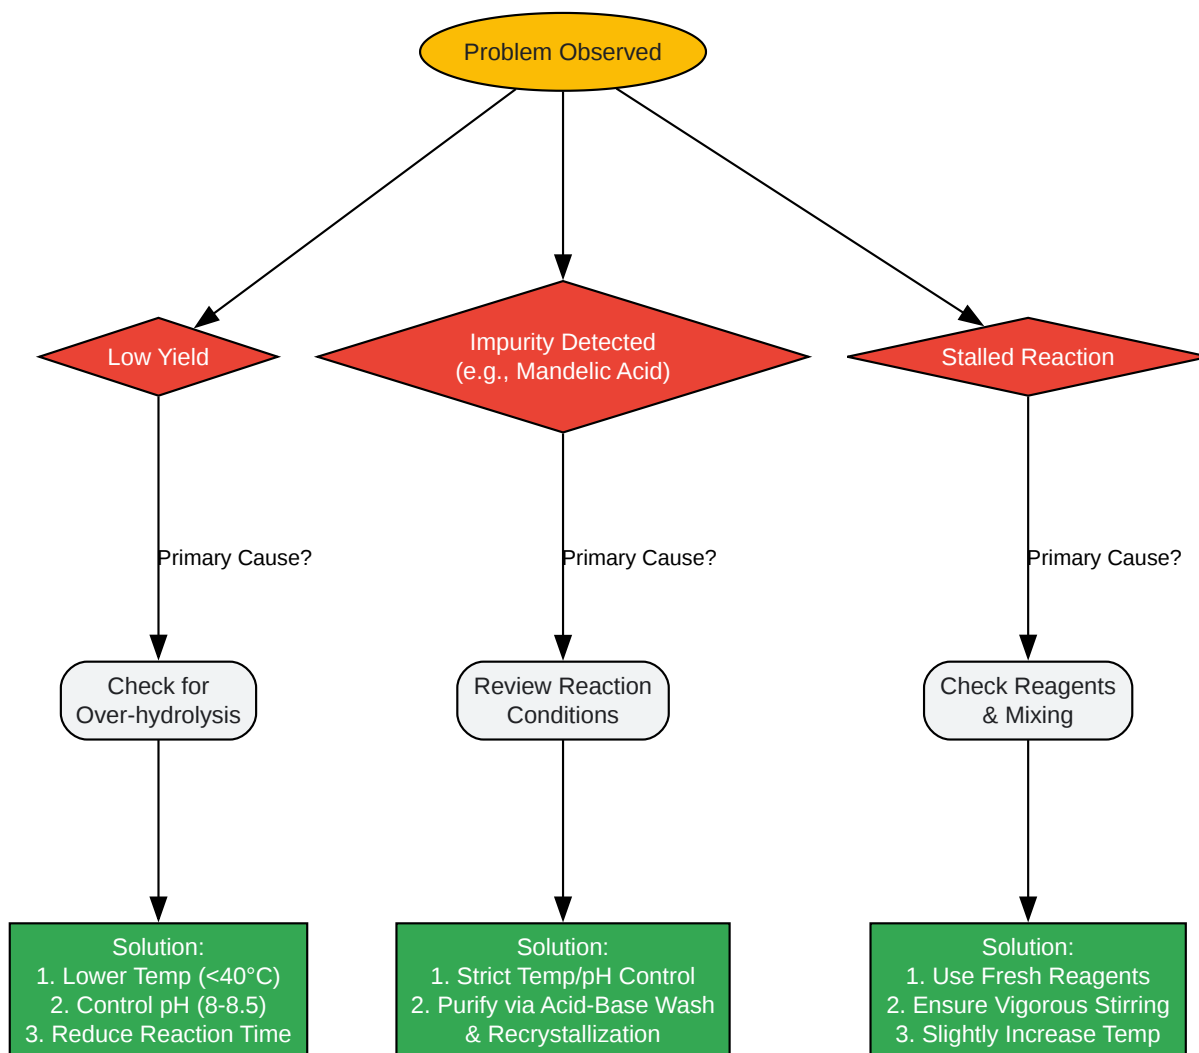 Problem Observed
Low Yield
Impurity Detected
(e.g., Mandelic Acid)
Stalled Reaction
Primary Cause?
Primary Cause?
Primary Cause?
Check for
Over-hydrolysis
Review Reaction
Conditions
Check Reagents
& Mixing
Solution:
1. Lower Temp (<40°C)
2. Control pH (8-8.5)
3. Reduce Reaction Time
Solution:
1. Strict Temp/pH Control
2. Purify via Acid-Base Wash
& Recrystallization
Solution:
1. Use Fresh Reagents
2. Ensure Vigorous Stirring
3. Slightly Increase Temp